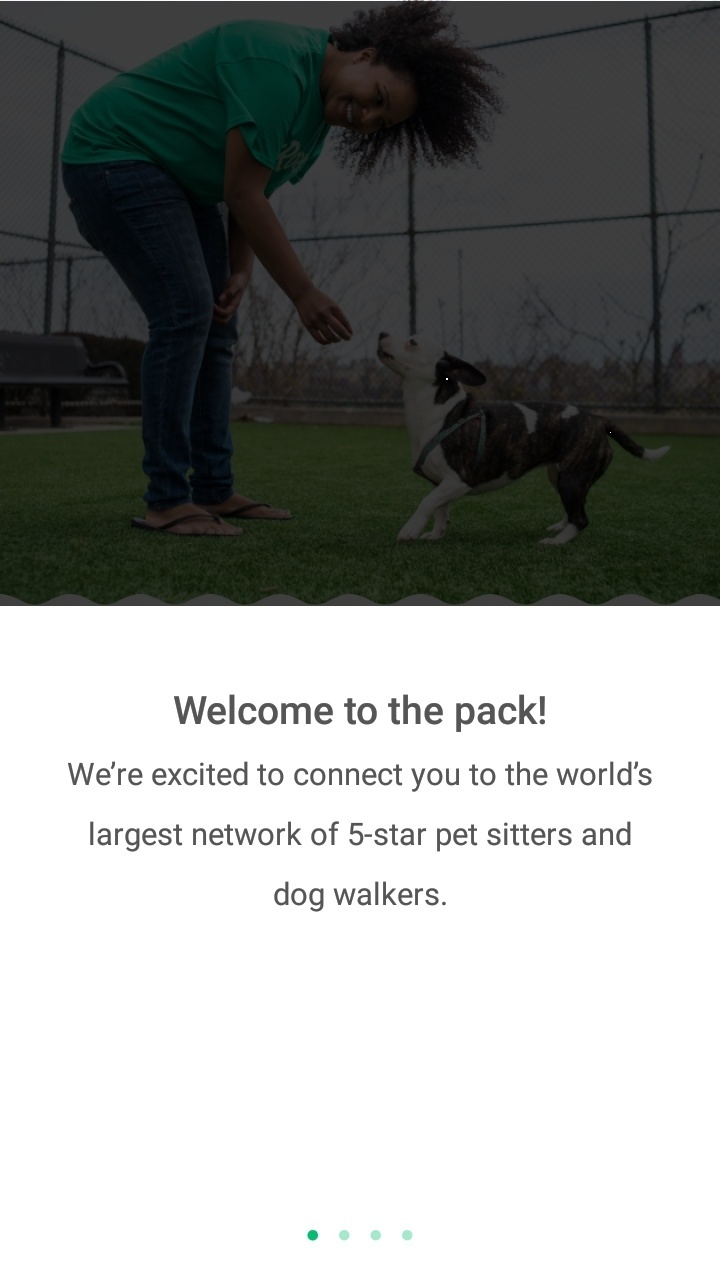 Welcome to the pack!
We’re excited to connect you to the world’s
largest network of 5-star pet sitters and
dog walkers.